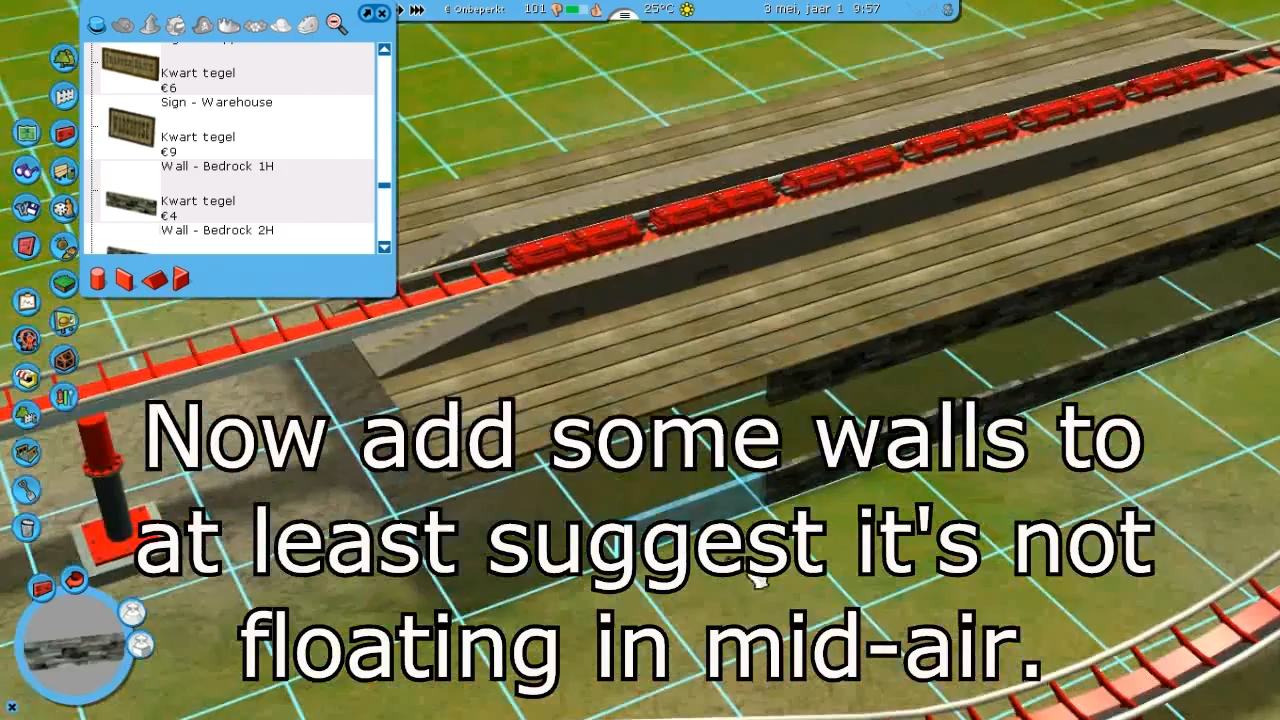 € Onbeperkt
101
25°C
3 mei, jaar 1
9:57
Kwart tegel
€6
Sign - Warehouse
WAREHOUSE
Kwart tegel
€9
Wall - Bedrock 1H
Kwart tegel
€4
Wall - Bedrock 2H
Now add some walls to
at least suggest it's not
floating in mid-air.